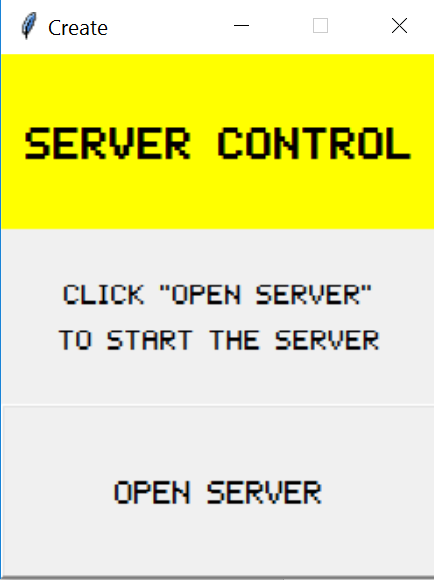 Create
SERVER CONTROL
CLICK "OPEN SERVER"
TO START THE SERVER
OPEN SERVER